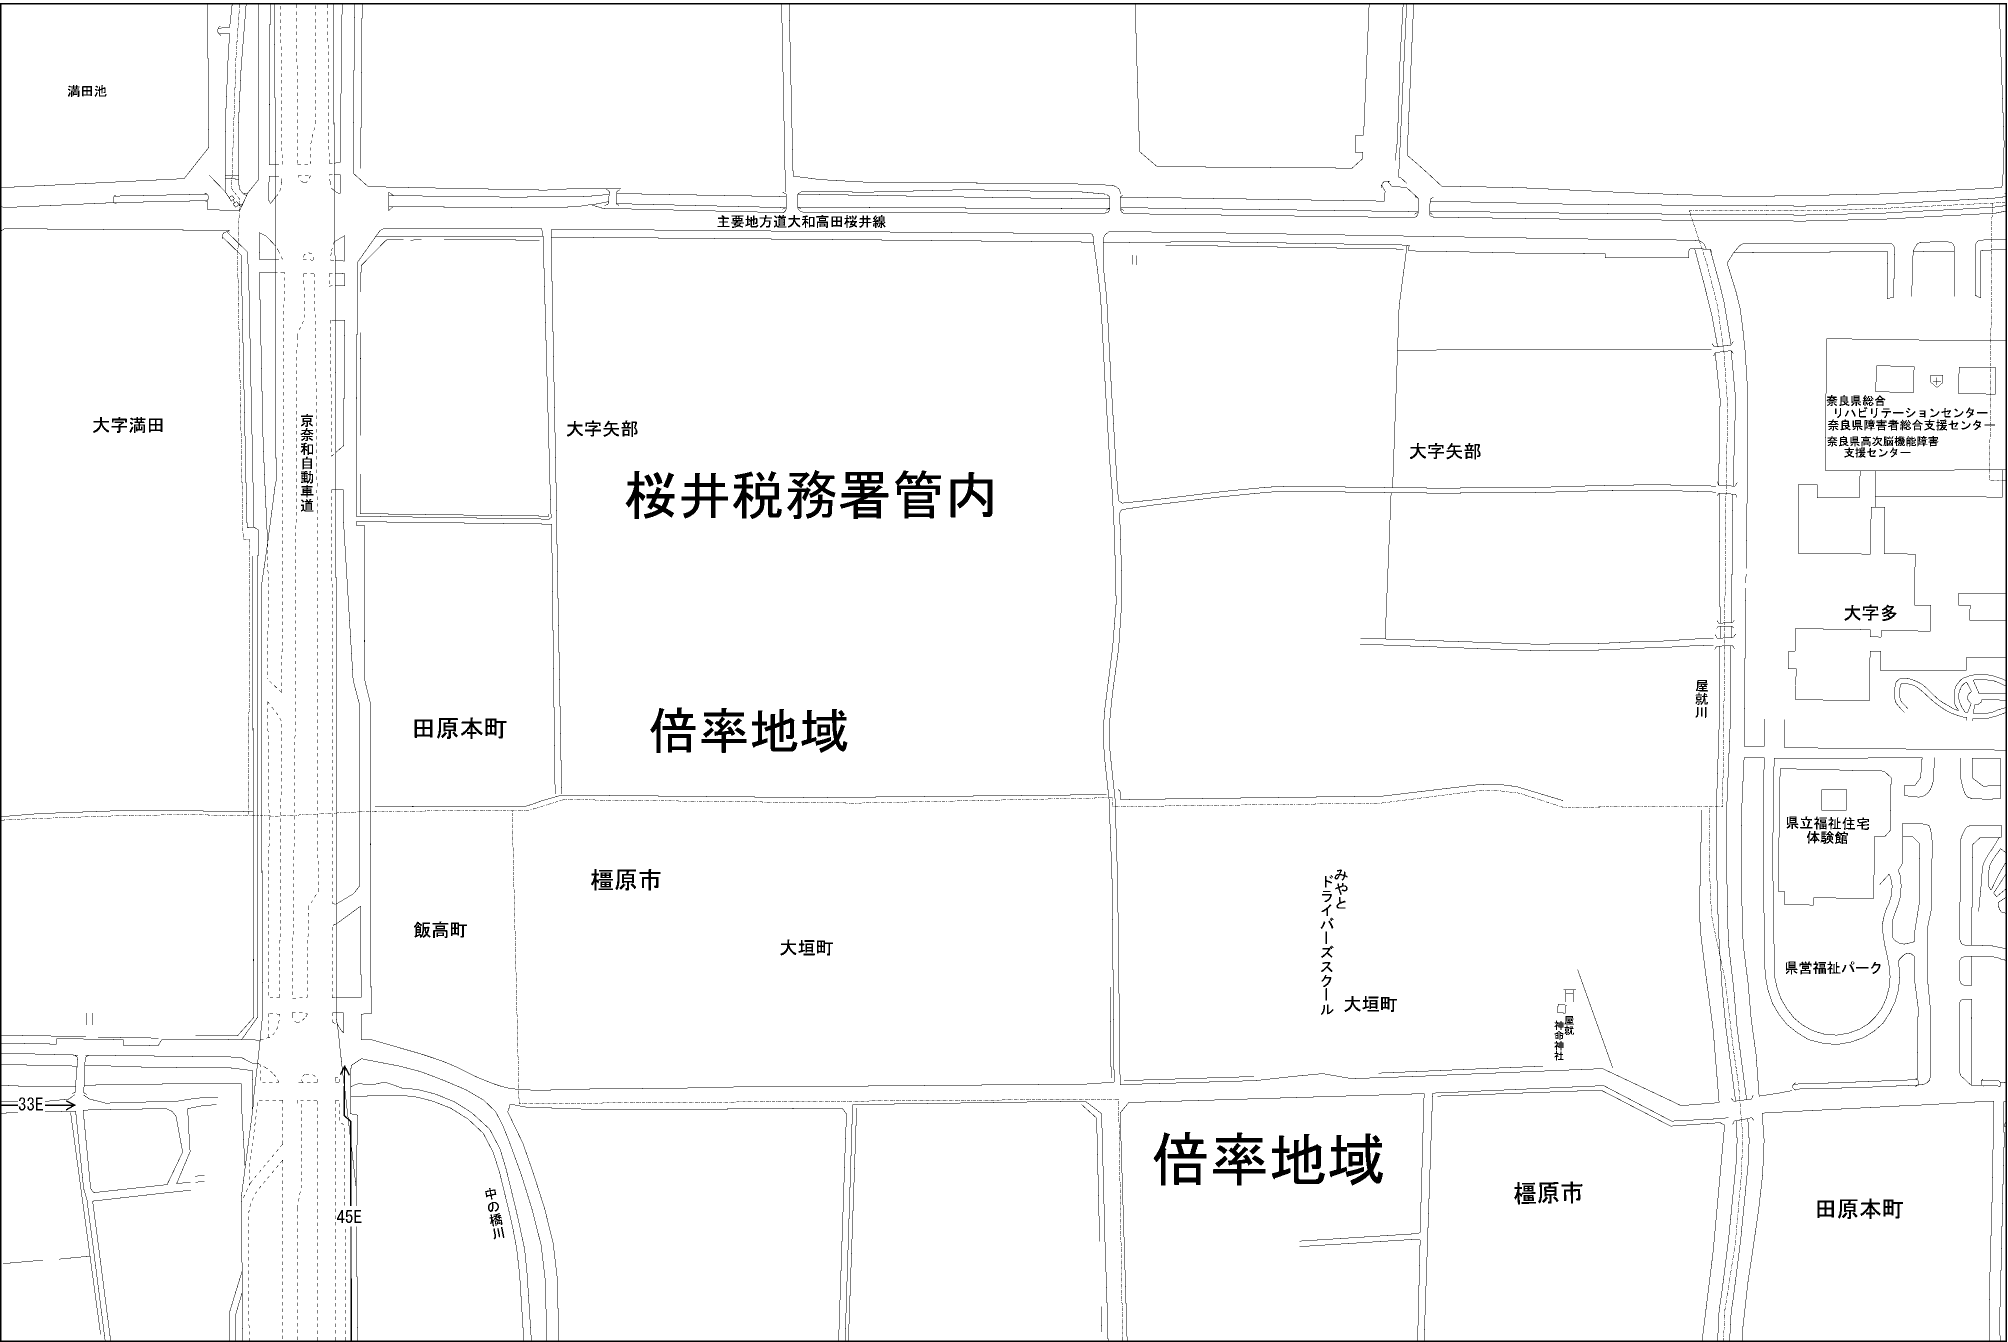 満田池
主要地方道大和高田桜井線
大字満田
京奈和自動車道
大字矢部
桜井税務署管内
大字矢部
奈良県総合
リハビリテーションセンター
奈良県障害者総合支援センター
奈良県高次脳機能障害
支援センター
大字多
屋就川
田原本町
倍率地域
県立福祉住宅
体験館
橿原市
飯高町
大垣町
みやと
ドライバーズスクール
大垣町
屋就
神命神社
県営福祉パーク
33E
45E
中の橋川
倍率地域
橿原市
田原本町